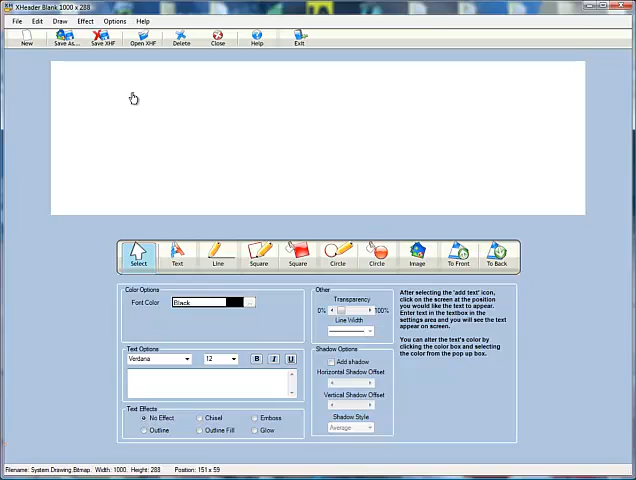 XHeader Blank 1000 x 288
File Edit Draw Effect Options Help
New Save As... Save XHF Open XHF Delete Close Help Exit
Select Text Line Square Square Circle Circle Image To Front To Back
Color Options
Font Color Black ...
Text Options
Verdana 12 B I U
Text Effects
No Effect Chisel Emboss
Outline Outline Fill Glow
Other
Transparency
0% 100%
Line Width
Shadow Options
Add shadow
Horizontal Shadow Offset
Vertical Shadow Offset
Shadow Style
Average
After selecting the 'add text' icon,
click on the screen at the position
you would like the text to appear.
Enter text in the textbox in the
settings area and you will see the text
appear on screen.
You can alter the text's color by
clicking the color box and selecting
the color from the pop up box.
Filename: System.Drawing.Bitmap. Width: 1000. Height: 288 Position: 151 x 59